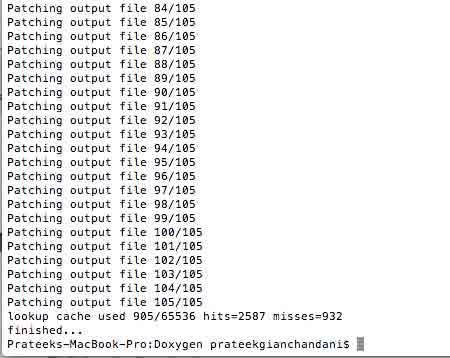 Patching output file 84/105
Patching output file 85/105
Patching output file 86/105
Patching output file 87/105
Patching output file 88/105
Patching output file 89/105
Patching output file 90/105
Patching output file 91/105
Patching output file 92/105
Patching output file 93/105
Patching output file 94/105
Patching output file 95/105
Patching output file 96/105
Patching output file 97/105
Patching output file 98/105
Patching output file 99/105
Patching output file 100/105
Patching output file 101/105
Patching output file 102/105
Patching output file 103/105
Patching output file 104/105
Patching output file 105/105
lookup cache used 905/65536 hits=2587 misses=932
finished...
Prateeks-MacBook-Pro:Doxygen prateekgianchandani$